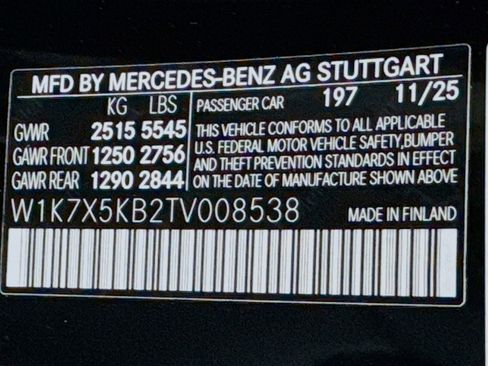 MFD BY MERCEDES-BENZ AG STUTTGART
KG LBS PASSENGER CAR 197 11/25
GVWR 2515 5545 THIS VEHICLE CONFORMS TO ALL APPLICABLE
U.S. FEDERAL MOTOR VEHICLE SAFETY,BUMPER
GAWR FRONT 1250 2756 AND THEFT PREVENTION STANDARDS IN EFFECT
GAWR REAR 1290 2844 ON THE DATE OF MANUFACTURE SHOWN ABOVE
W1K7X5KB2TV008538 MADE IN FINLAND